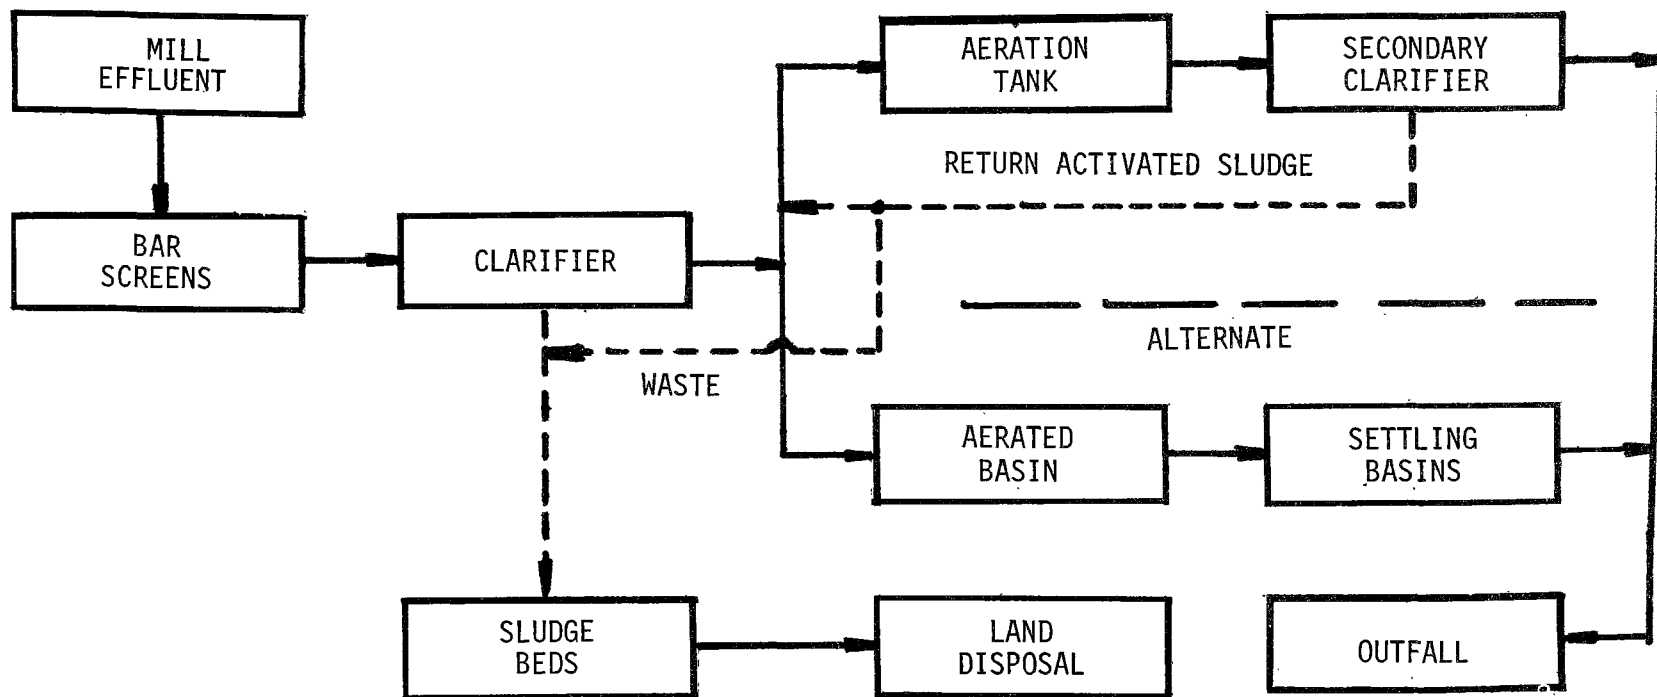 MILL
EFFLUENT
AERATION
TANK
SECONDARY
CLARIFIER
RETURN ACTIVATED SLUDGE
BAR
SCREENS
CLARIFIER
ALTERNATE
WASTE
AERATED
BASIN
SETTLING
BASINS
SLUDGE
BEDS
LAND
DISPOSAL
OUTFALL